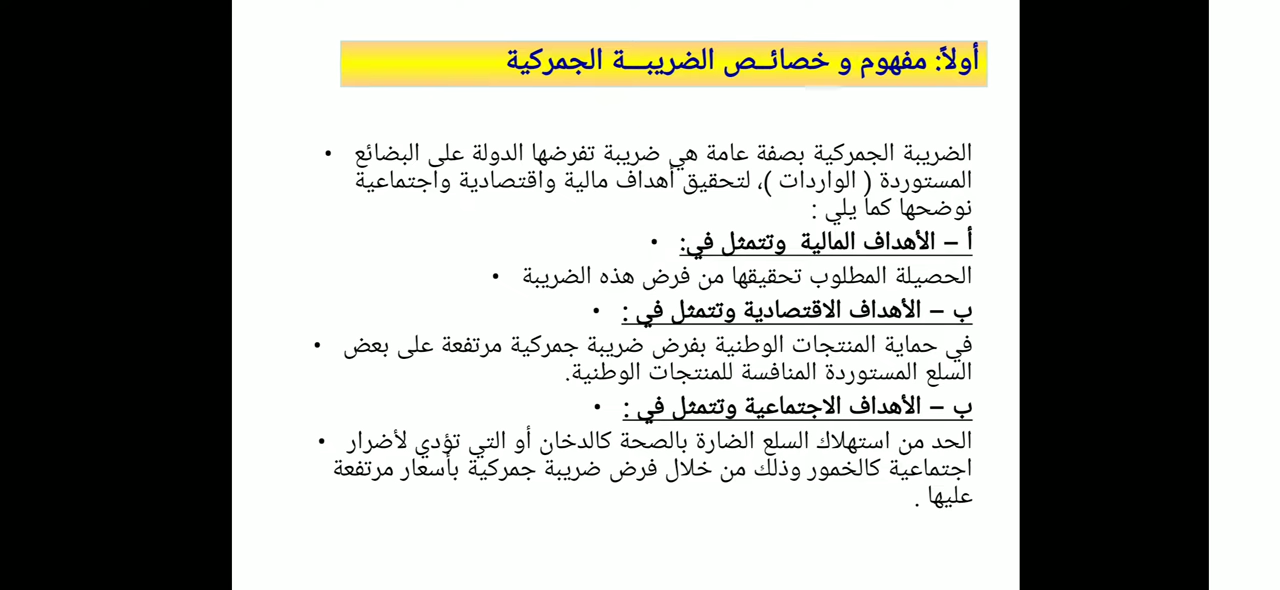 أولاً: مفهوم و خصائــص الضريبـــة الجمركية
الضريبة الجمركية بصفة عامة هي ضريبة تفرضها الدولة على البضائع •
المستوردة ( الواردات )، لتحقيق أهداف مالية واقتصادية واجتماعية
نوضحها كما يلي :
أ – الأهداف المالية وتتمثل في: •
الحصيلة المطلوب تحقيقها من فرض هذه الضريبة •
ب – الأهداف الاقتصادية وتتمثل في : •
في حماية المنتجات الوطنية بفرض ضريبة جمركية مرتفعة على بعض •
السلع المستوردة المنافسة للمنتجات الوطنية.
ب – الأهداف الاجتماعية وتتمثل في : •
الحد من استهلاك السلع الضارة بالصحة كالدخان أو التي تؤدي لأضرار •
اجتماعية كالخمور وذلك من خلال فرض ضريبة جمركية بأسعار مرتفعة
عليها .